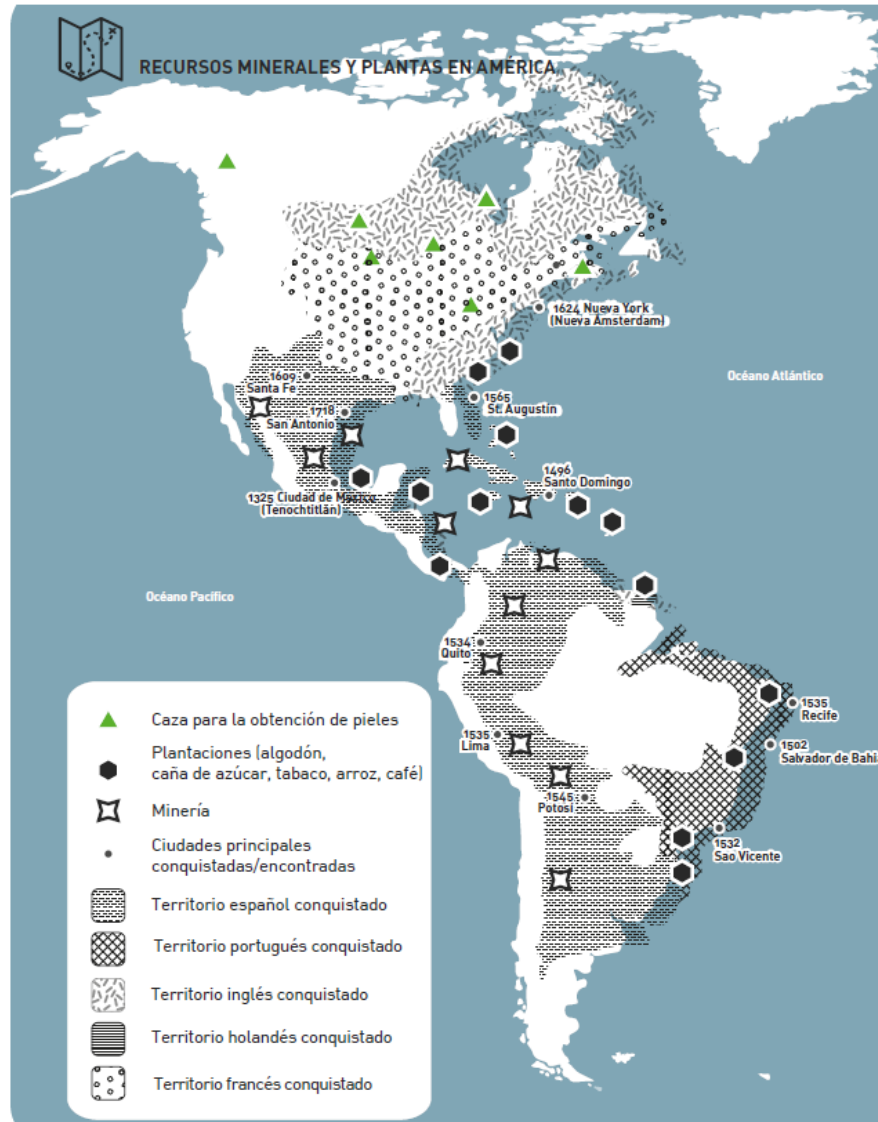 RECURSOS MINERALES Y PLANTAS EN AMÉRICA
1624 Nueva York
(Nueva Ámsterdam)
Océano Atlántico
1609
Santa Fe
1565
St. Augustin
1718
San Antonio
1496
Santo Domingo
1325 Ciudad de México
(Tenochtitlán)
Océano Pacífico
1534
Quito
1535
Recife
1535
Lima
1502
Salvador de Bahia
1545
Potosí
1532
Sao Vicente
Caza para la obtención de pieles
Plantaciones (algodón,
caña de azúcar, tabaco, arroz, café)
Minería
Ciudades principales
conquistadas/encontradas
Territorio español conquistado
Territorio portugués conquistado
Territorio inglés conquistado
Territorio holandés conquistado
Territorio francés conquistado